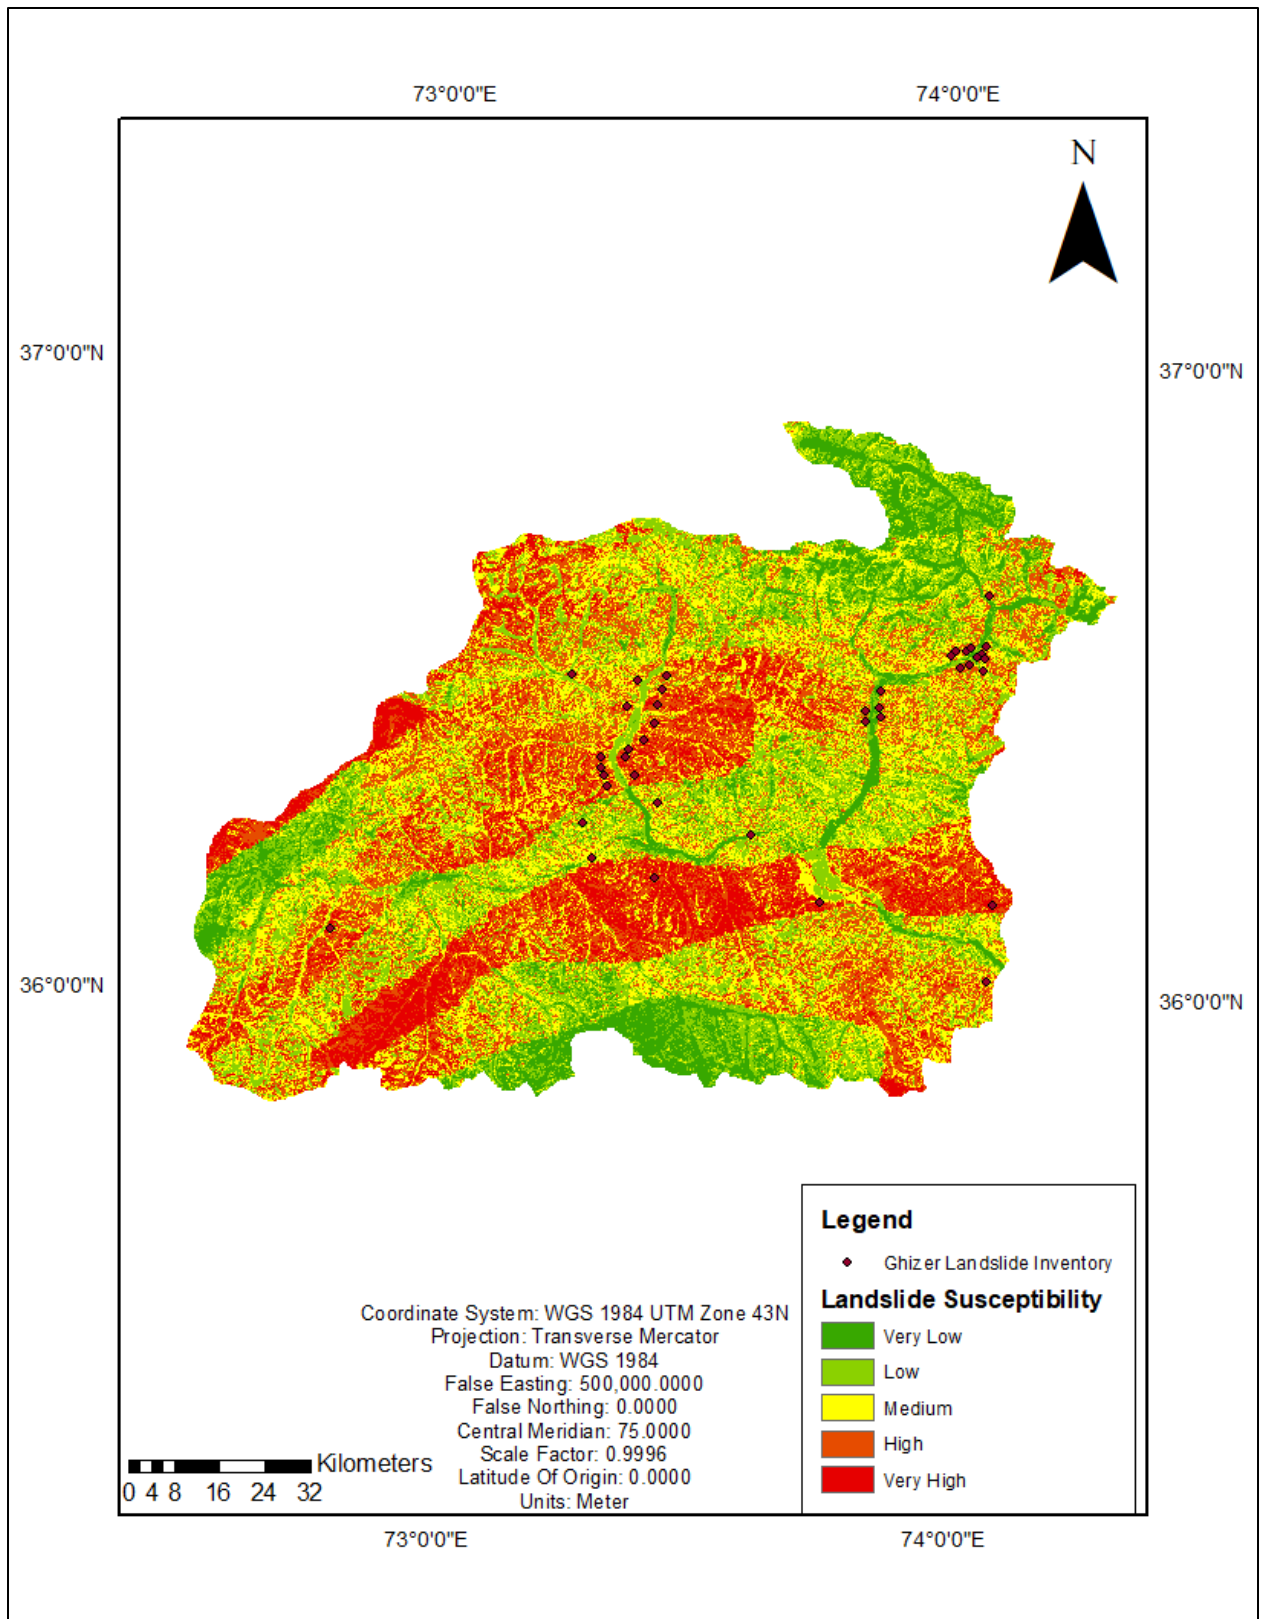 73°0'0"E
74°0'0"E
N
37°0'0"N
37°0'0"N
36°0'0"N
36°0'0"N
Legend
Ghizer Landslide Inventory
Landslide Susceptibility
Very Low
Low
Medium
High
Very High
Coordinate System: WGS 1984 UTM Zone 43N
Projection: Transverse Mercator
Datum: WGS 1984
False Easting: 500,000.0000
False Northing: 0.0000
Central Meridian: 75.0000
Scale Factor: 0.9996
Latitude Of Origin: 0.0000
Units: Meter
Kilometers
0 4 8 16 24 32
73°0'0"E
74°0'0"E